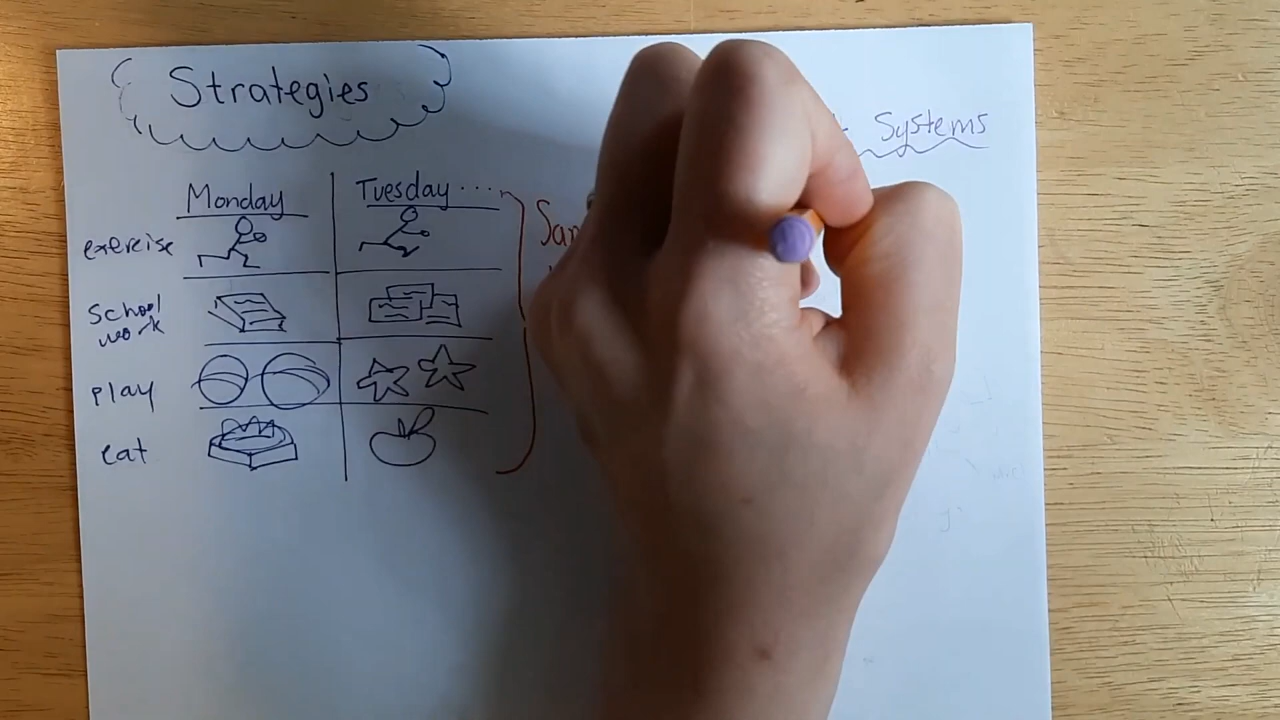 Strategies
Systems
Monday
Tuesday ....
exercise
School
work
play
eat